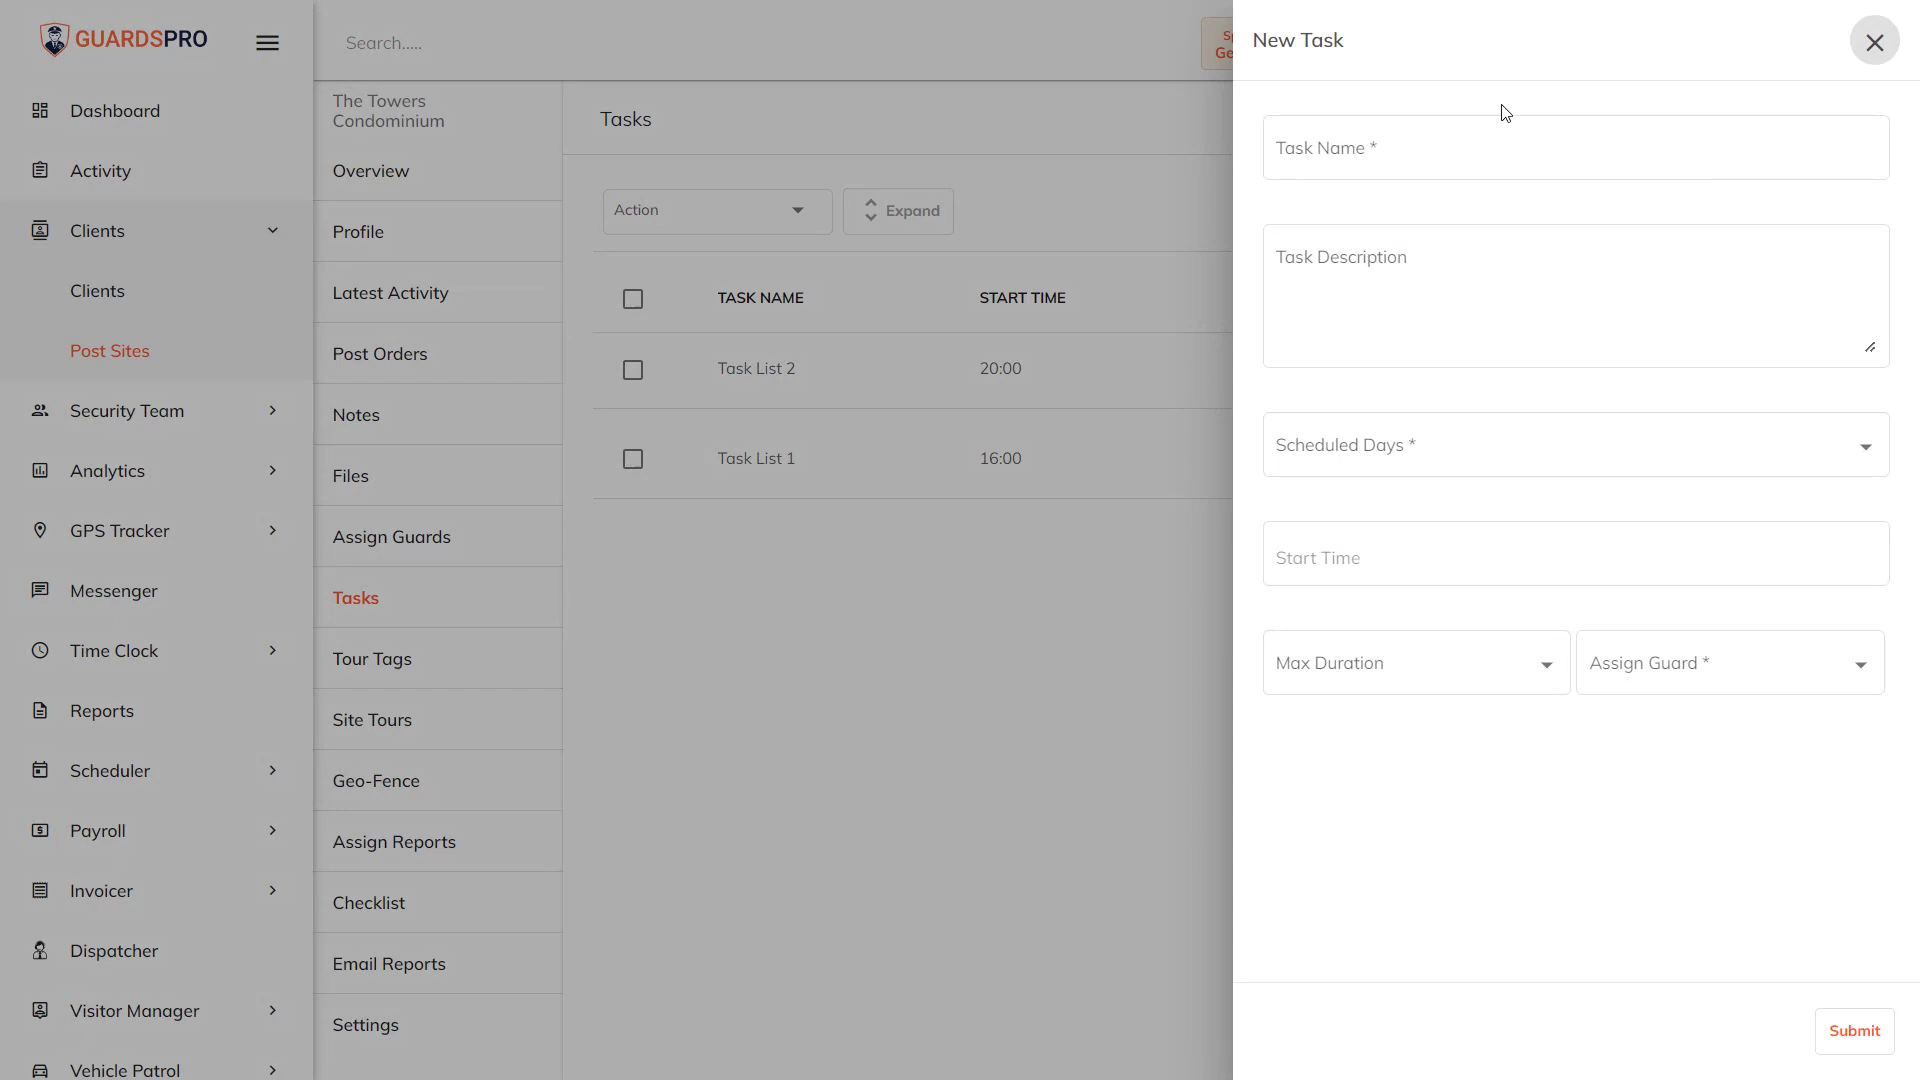 GUARDSPRO
Dashboard
Activity
Clients
Clients
Post Sites
Security Team
Analytics
GPS Tracker
Messenger
Time Clock
Reports
Scheduler
Payroll
Invoicer
Dispatcher
Visitor Manager
Vehicle Patrol
Search.....
The Towers
Condominium
Overview
Profile
Latest Activity
Post Orders
Notes
Files
Assign Guards
Tasks
Tour Tags
Site Tours
Geo-Fence
Assign Reports
Checklist
Email Reports
Settings
Tasks
Action
Expand
TASK NAME START TIME
Task List 2 20:00
Task List 1 16:00
New Task
Task Name *
Task Description
Scheduled Days *
Start Time
Max Duration
Assign Guard *
Submit